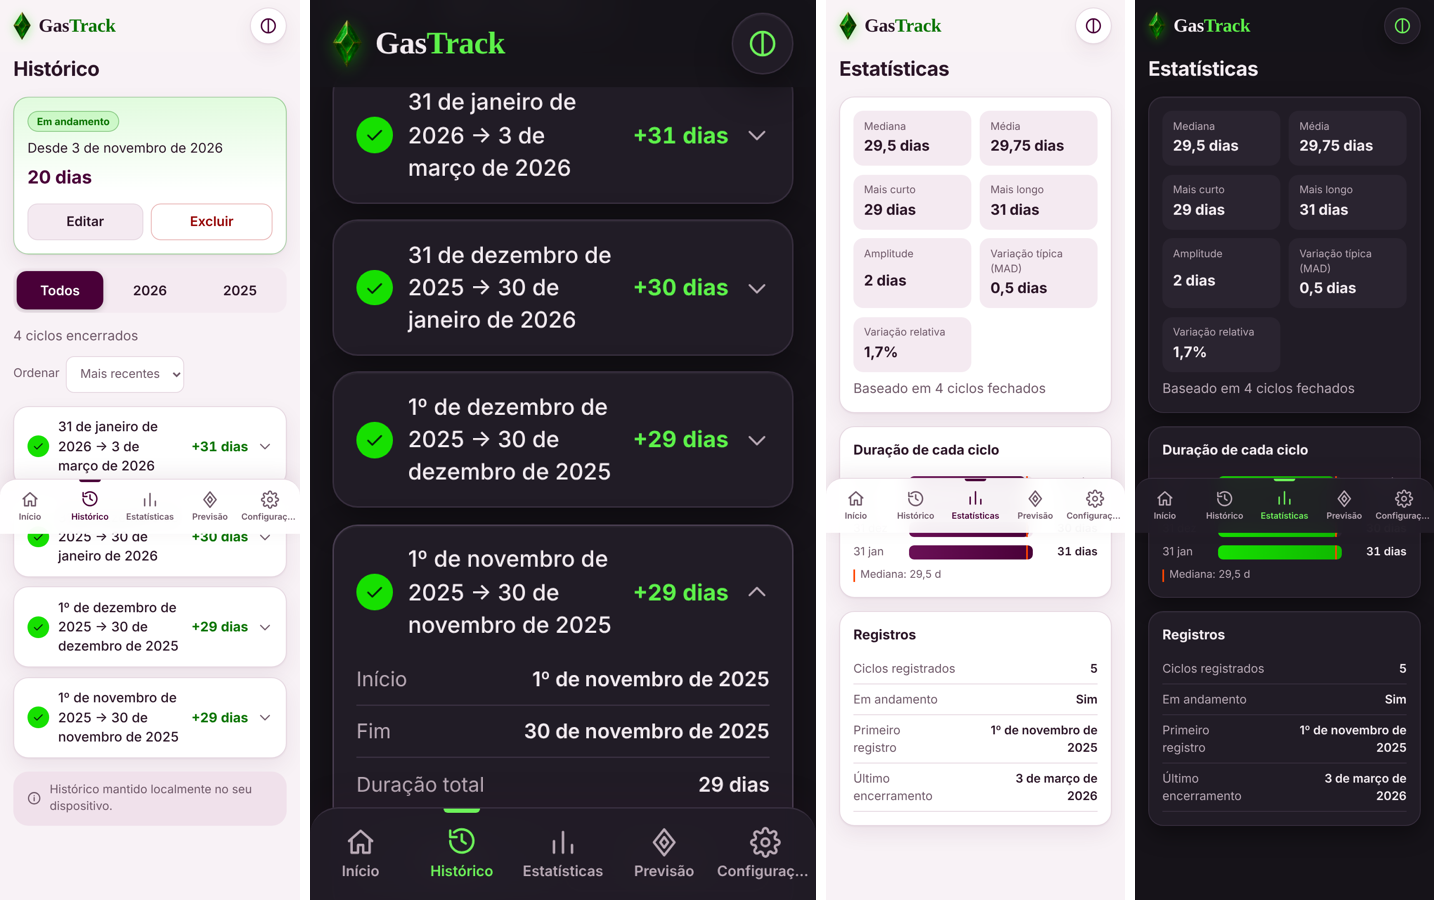 GasTrack
Histórico
Em andamento
Desde 3 de novembro de 2026
20 dias
Editar
Excluir
Todos
2026
2025
4 ciclos encerrados
Ordenar
Mais recentes
31 de janeiro de
2026 → 3 de
março de 2026
+31 dias
Início
Histórico
Estatísticas
Previsão
Configuraç...
2025 → 30 de
janeiro de 2026
+30 dias
1º de dezembro de
2025 → 30 de
dezembro de 2025
+29 dias
1º de novembro de
2025 → 30 de
novembro de 2025
+29 dias
Histórico mantido localmente no seu
dispositivo.
GasTrack
31 de janeiro de
2026 → 3 de
março de 2026
+31 dias
31 de dezembro de
2025 → 30 de
janeiro de 2026
+30 dias
1º de dezembro de
2025 → 30 de
dezembro de 2025
+29 dias
1º de novembro de
2025 → 30 de
novembro de 2025
+29 dias
Início
1º de novembro de 2025
Fim
30 de novembro de 2025
Duração total
29 dias
Início
Histórico
Estatísticas
Previsão
Configuraç...
GasTrack
Estatísticas
Mediana
29,5 dias
Média
29,75 dias
Mais curto
29 dias
Mais longo
31 dias
Amplitude
2 dias
Variação típica
(MAD)
0,5 dias
Variação relativa
1,7%
Baseado em 4 ciclos fechados
Duração de cada ciclo
Início
Histórico
Estatísticas
Previsão
Configuraç...
31 jan
31 dias
Mediana: 29,5 d
Registros
Ciclos registrados
5
Em andamento
Sim
Primeiro
registro
1º de novembro de
2025
Último
encerramento
3 de março de
2026
GasTrack
Estatísticas
Mediana
29,5 dias
Média
29,75 dias
Mais curto
29 dias
Mais longo
31 dias
Amplitude
2 dias
Variação típica
(MAD)
0,5 dias
Variação relativa
1,7%
Baseado em 4 ciclos fechados
Duração de cada ciclo
Início
Histórico
Estatísticas
Previsão
Configuraç...
31 jan
31 dias
Mediana: 29,5 d
Registros
Ciclos registrados
5
Em andamento
Sim
Primeiro
registro
1º de novembro de
2025
Último
encerramento
3 de março de
2026